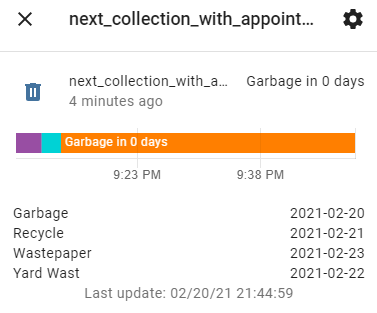 next_collection_with_appoint...
next_collection_with_a... Garbage in 0 days
4 minutes ago
Garbage in 0 days
9:23 PM 9:38 PM
Garbage 2021-02-20
Recycle 2021-02-21
Wastepaper 2021-02-23
Yard Wast 2021-02-22
Last update: 02/20/21 21:44:59